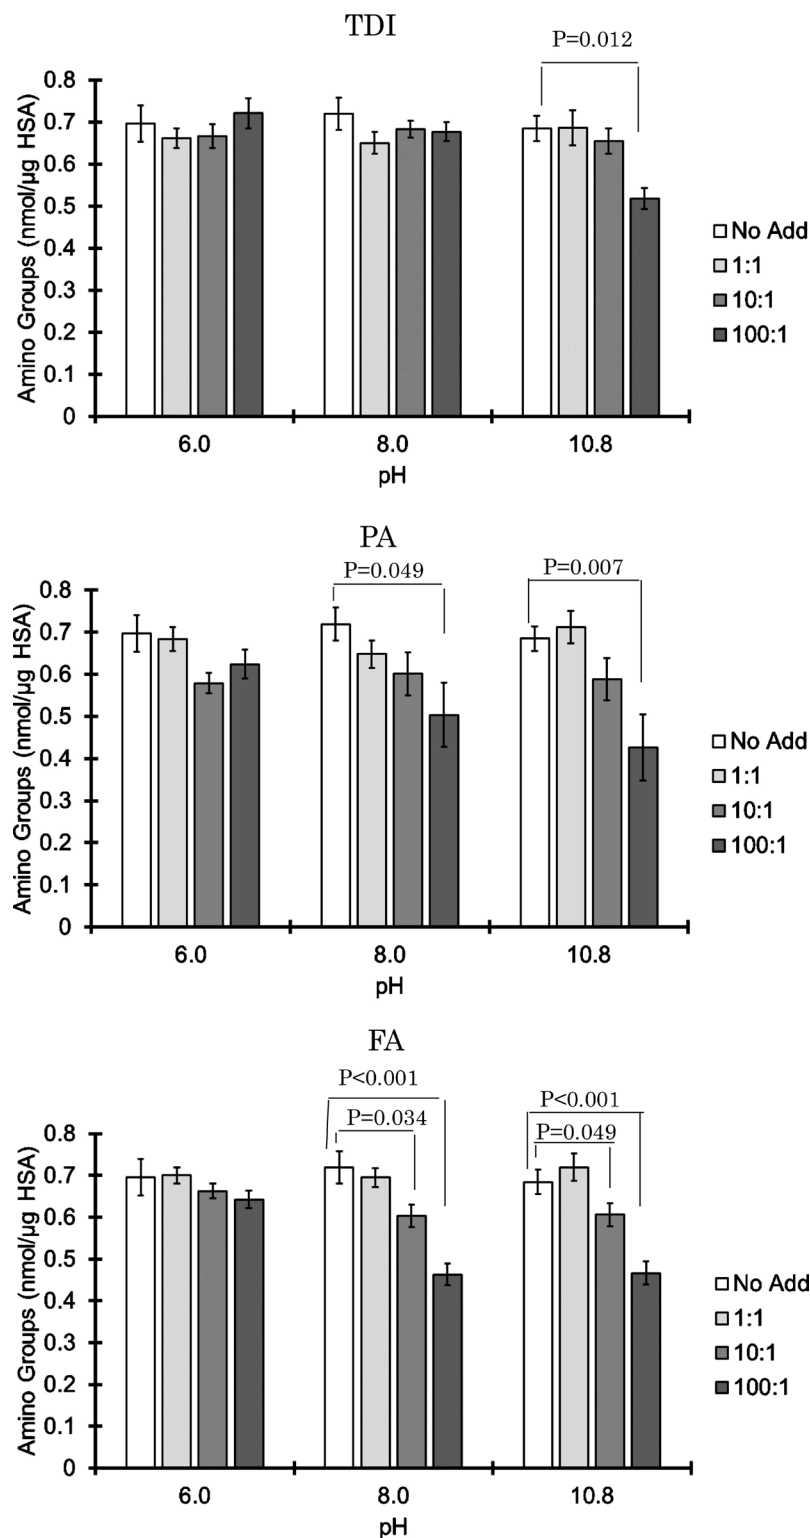 TDI
P=0.012
Amino Groups (nmol/µg HSA)
0.8
0.7
0.6
0.5
0.4
0.3
0.2
0.1
0
6.0 8.0 10.8
pH
No Add
1:1
10:1
100:1
PA
P=0.049 P=0.007
Amino Groups (nmol/µg HSA)
0.8
0.7
0.6
0.5
0.4
0.3
0.2
0.1
0
6.0 8.0 10.8
pH
No Add
1:1
10:1
100:1
FA
P<0.001 P<0.001
P=0.034 P=0.049
Amino Groups (nmol/µg HSA)
0.8
0.7
0.6
0.5
0.4
0.3
0.2
0.1
0
6.0 8.0 10.8
pH
No Add
1:1
10:1
100:1